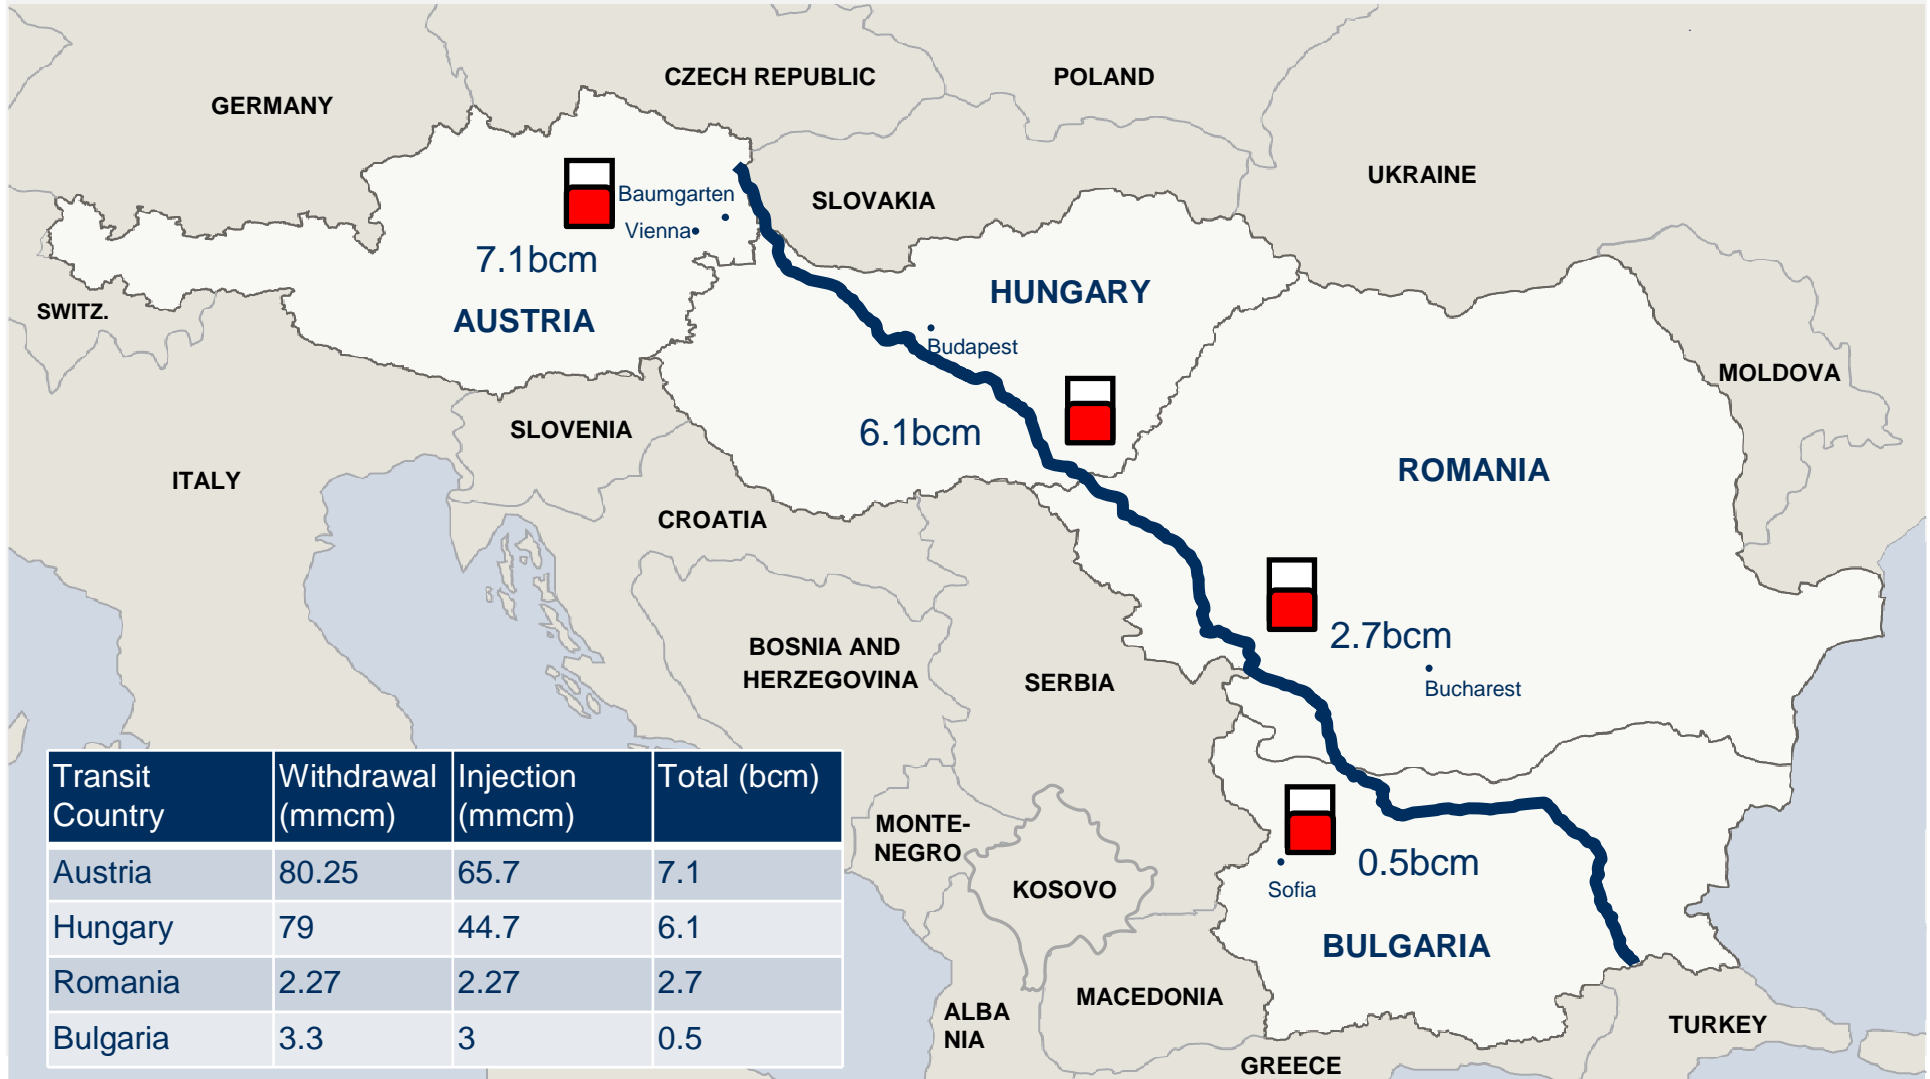 CZECH REPUBLIC
POLAND
GERMANY
UKRAINE
Baumgarten
SLOVAKIA
Vienna
7.1bcm
HUNGARY
SWITZ.
AUSTRIA
Budapest
MOLDOVA
SLOVENIA
6.1bcm
ROMANIA
ITALY
CROATIA
2.7bcm
BOSNIA AND
HERZEGOVINA
SERBIA
Bucharest
MONTE-
NEGRO
0.5bcm
KOSOVO
Sofia
BULGARIA
MACEDONIA
ALBA
NIA
TURKEY
GREECE
Transit Country Withdrawal (mmcm) Injection (mmcm) Total (bcm)
Austria 80.25 65.7 7.1
Hungary 79 44.7 6.1
Romania 2.27 2.27 2.7
Bulgaria 3.3 3 0.5